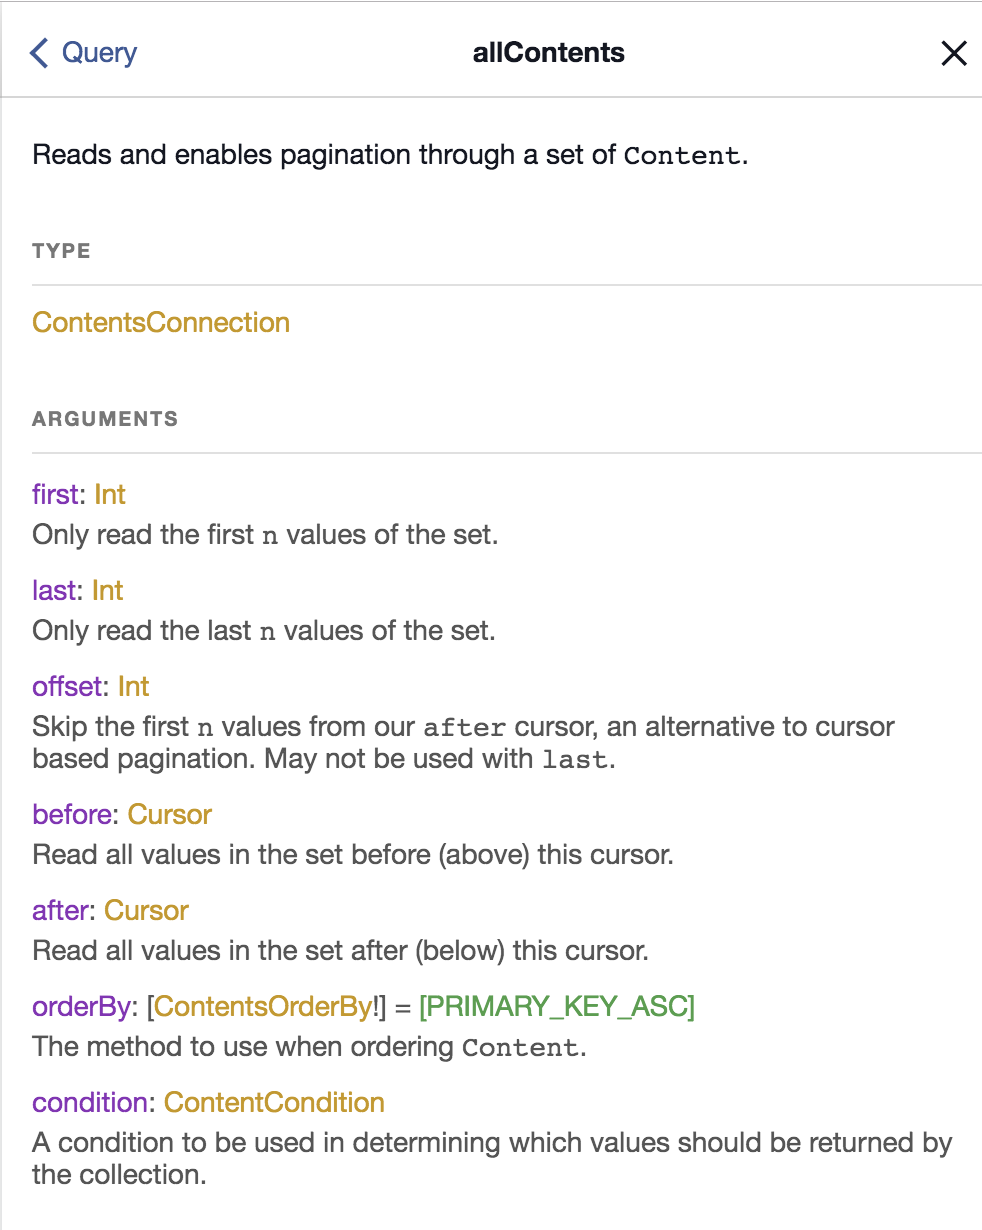 Query
allContents
Reads and enables pagination through a set of Content.
TYPE
ContentsConnection
ARGUMENTS
first: Int
Only read the first n values of the set.
last: Int
Only read the last n values of the set.
offset: Int
Skip the first n values from our after cursor, an alternative to cursor
based pagination. May not be used with last.
before: Cursor
Read all values in the set before (above) this cursor.
after: Cursor
Read all values in the set after (below) this cursor.
orderBy: [ContentsOrderBy!] = [PRIMARY_KEY_ASC]
The method to use when ordering Content.
condition: ContentCondition
A condition to be used in determining which values should be returned by
the collection.